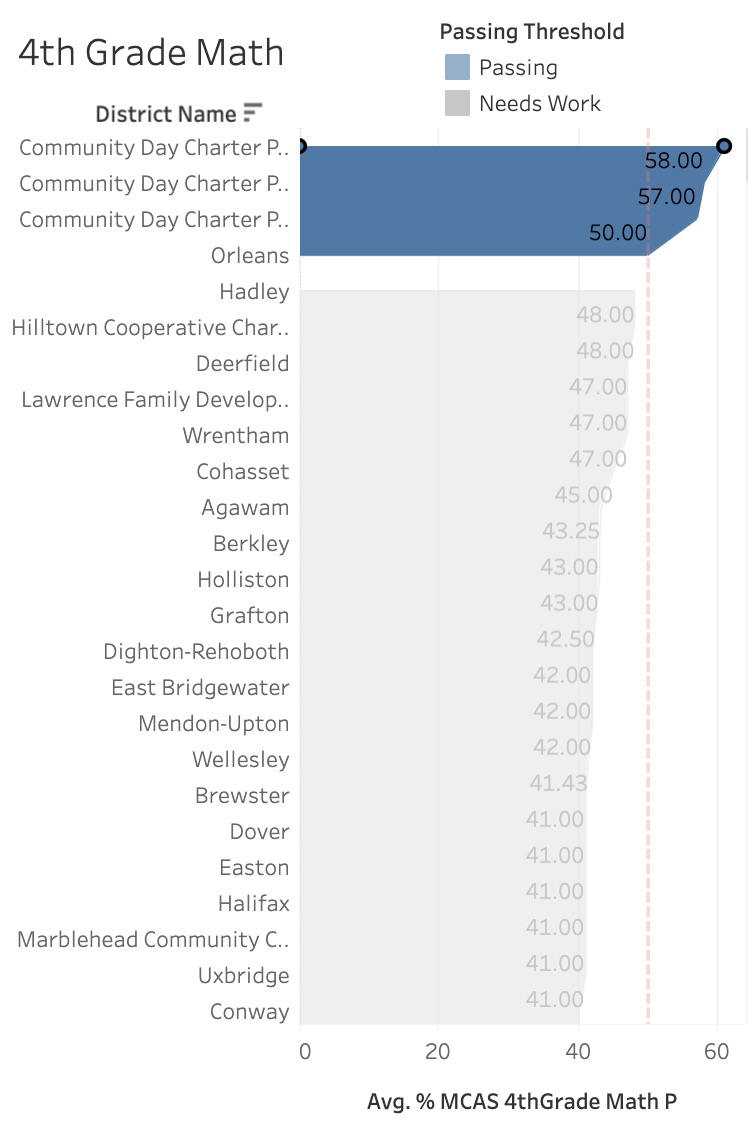 4th Grade Math
Passing Threshold
Passing
Needs Work
District Name
Community Day Charter P..
58.00
Community Day Charter P..
57.00
Community Day Charter P..
50.00
Orleans
Hadley
48.00
Hilltown Cooperative Char..
48.00
Deerfield
47.00
Lawrence Family Develop..
47.00
Wrentham
47.00
Cohasset
45.00
Agawam
43.25
Berkley
43.00
Holliston
43.00
Grafton
42.50
Dighton-Rehoboth
42.00
East Bridgewater
42.00
Mendon-Upton
42.00
Wellesley
41.43
Brewster
41.00
Dover
41.00
Easton
41.00
Halifax
41.00
Marblehead Community C..
41.00
Uxbridge
41.00
Conway
0 20 40 60
Avg. % MCAS 4thGrade Math P